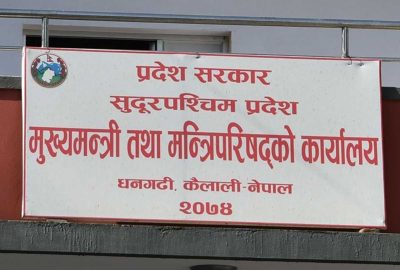 प्रदेश सरकार
सुदूरपश्चिम प्रदेश
मुख्यमन्त्री तथा मन्त्रिपरिषद्को कार्यालय
धनगढी, कैलाली-नेपाल
२०७४